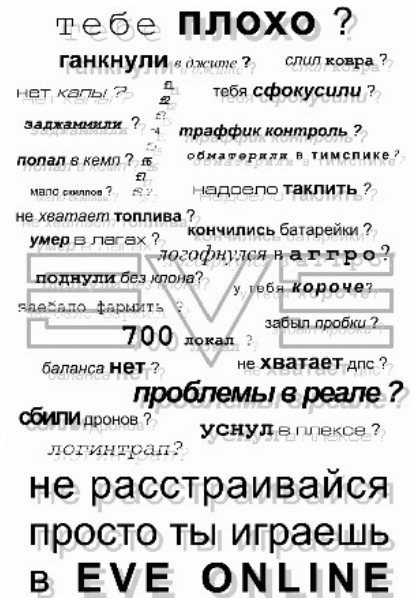 тебе плохо ?
ганкнули в джите ? слил ковра ?
нет капы ? тебя сфокусили ?
заджаммили ? траффик контроль ?
попал в кемп ? обматерили в тимспике?
мало скиллов ? надоело таклить ?
не хватает топлива ? кончились батарейки ?
умер в лагах ? логофнулся в аггро?
поднули без клона? у тебя короче?
заебало фармить ? забыл пробки ?
700 локал ?
баланса нет ? не хватает дпс ?
проблемы в реале ?
сбили дронов ? уснул в плексе ?
логинтрап?
EVE
не расстраивайся
просто ты играешь
в EVE ONLINE